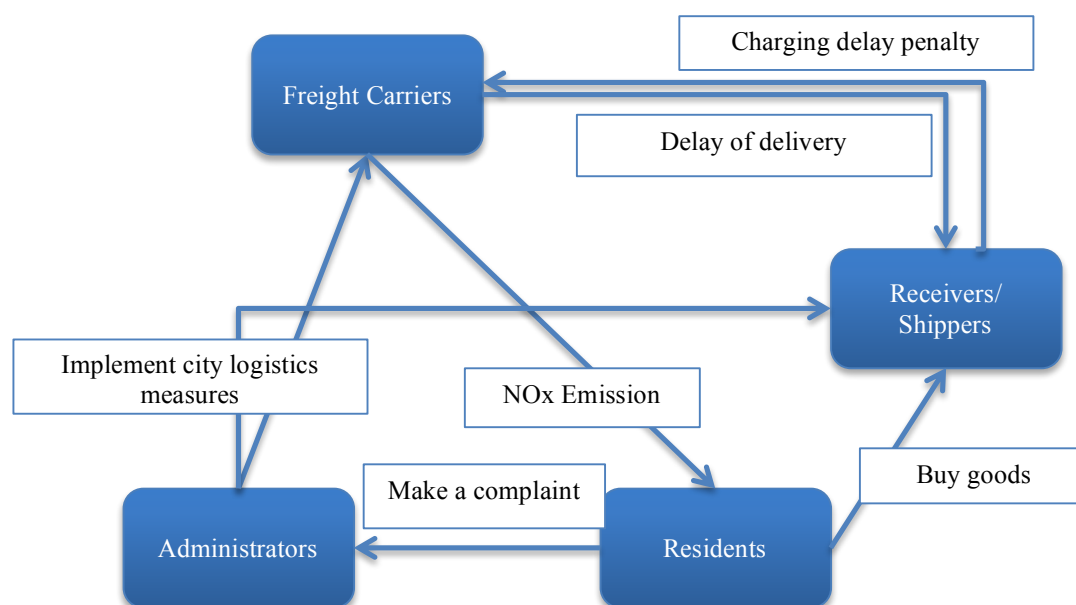 Charging delay penalty
Freight Carriers
Delay of delivery
Receivers/
Shippers
Implement city logistics
measures
NOx Emission
Buy goods
Make a complaint
Administrators
Residents